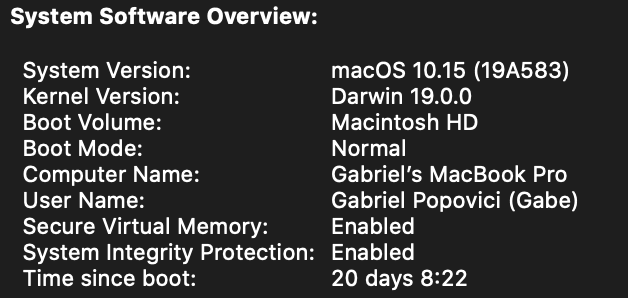 System Software Overview:
System Version: macOS 10.15 (19A583)
Kernel Version: Darwin 19.0.0
Boot Volume: Macintosh HD
Boot Mode: Normal
Computer Name: Gabriel’s MacBook Pro
User Name: Gabriel Popovici (Gabe)
Secure Virtual Memory: Enabled
System Integrity Protection: Enabled
Time since boot: 20 days 8:22